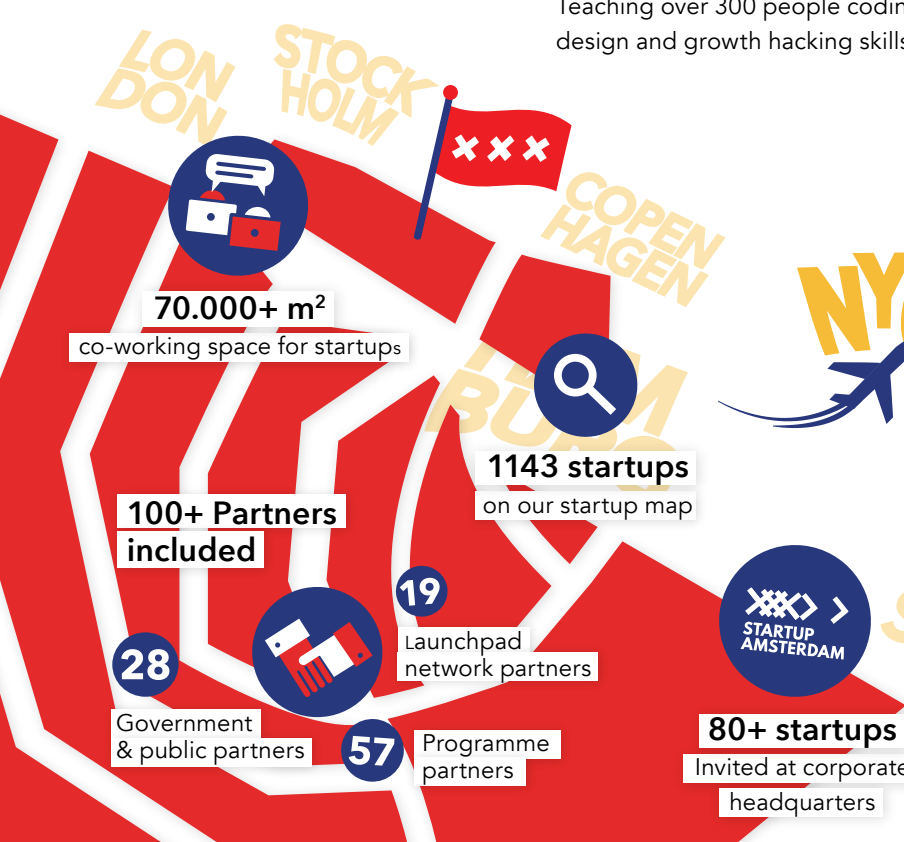 Teaching over 300 people
design and growth hacking skills
LON
DON
STOCK
HOLM
COPEN
HAGEN
NY
70.000+ m²
co-working space for startups
BURG
1143 startups
on our startup map
100+ Partners
included
19
Launchpad
network partners
28
Government
& public partners
57
Programme
partners
STARTUP
AMSTERDAM
80+ startups
Invited at corporate
headquarters